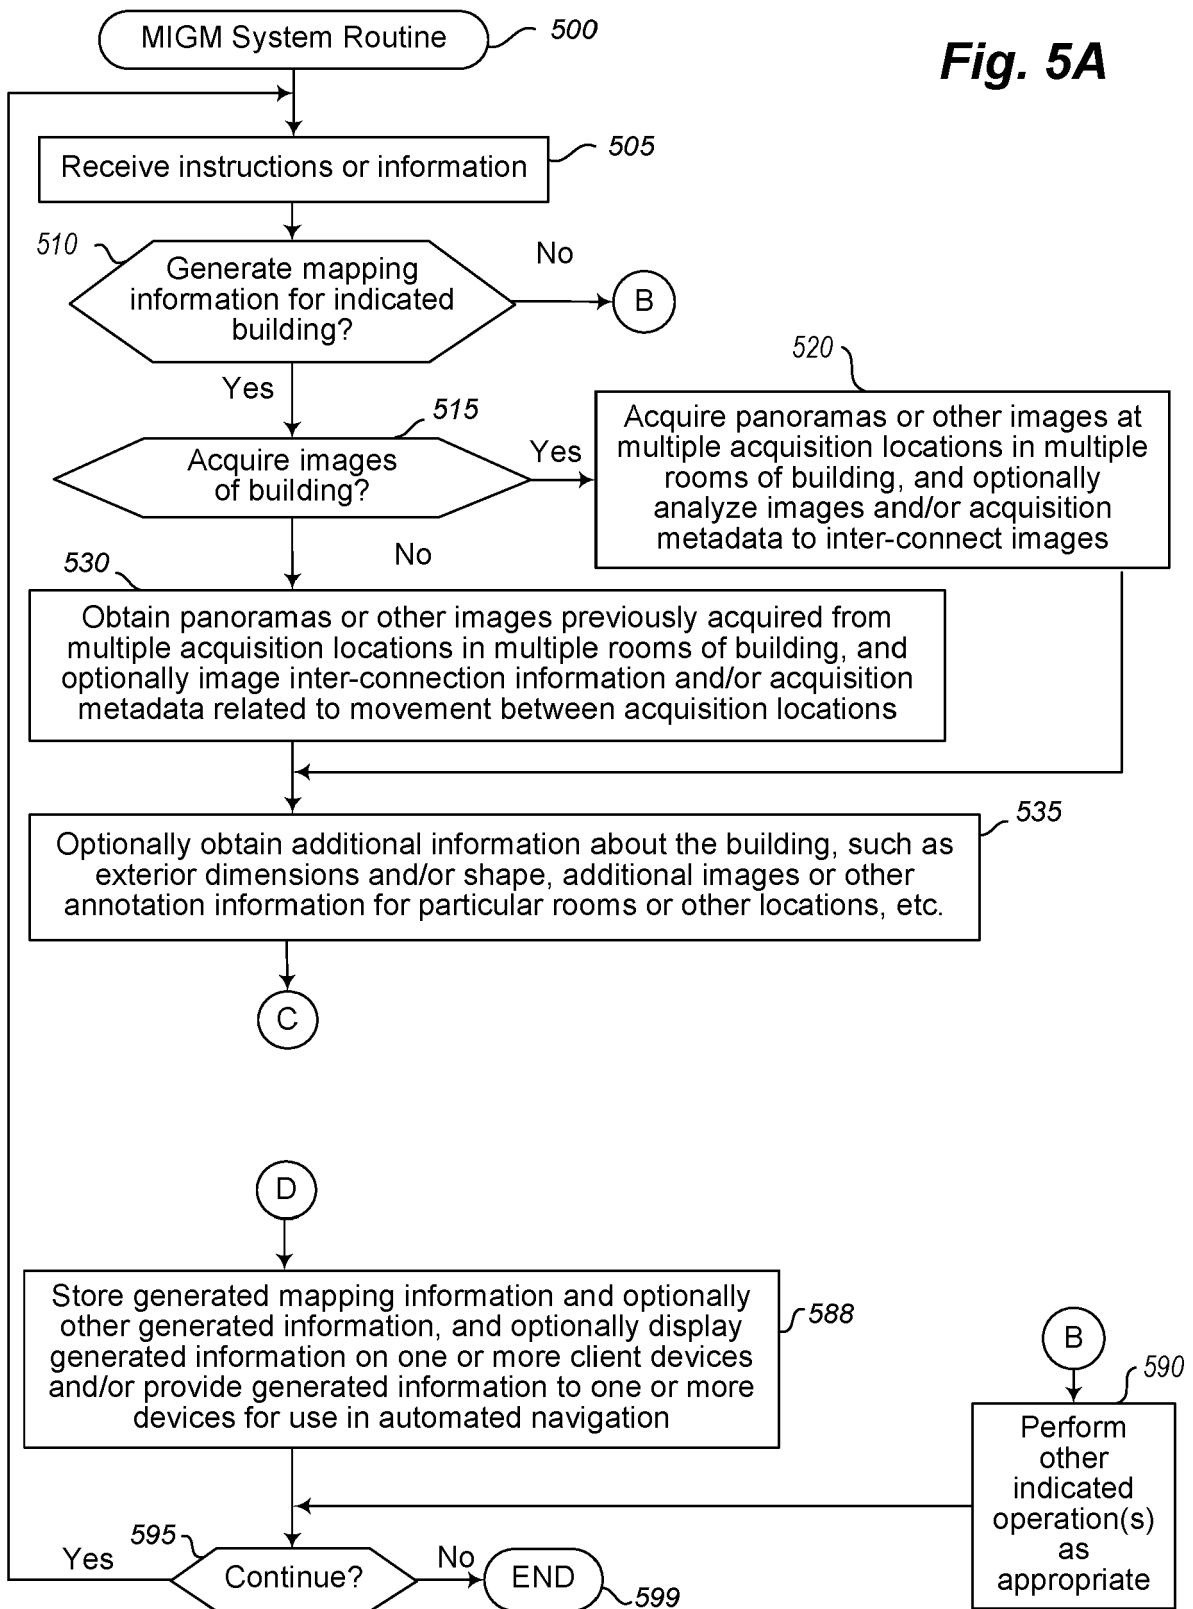 MIGM System Routine
500
Fig. 5A
Receive instructions or information
505
510
Generate mapping
information for indicated
building?
No
B
Yes
515
Acquire images
of building?
Yes
520
Acquire panoramas or other images at
multiple acquisition locations in multiple
rooms of building, and optionally
analyze images and/or acquisition
metadata to inter-connect images
No
530
Obtain panoramas or other images previously acquired from
multiple acquisition locations in multiple rooms of building, and
optionally image inter-connection information and/or acquisition
metadata related to movement between acquisition locations
535
Optionally obtain additional information about the building, such as
exterior dimensions and/or shape, additional images or other
annotation information for particular rooms or other locations, etc.
C
D
Store generated mapping information and optionally
other generated information, and optionally display
generated information on one or more client devices
and/or provide generated information to one or more
devices for use in automated navigation
588
B
590
Perform
other
indicated
operation(s)
as
appropriate
595
Yes
Continue?
No
END
599